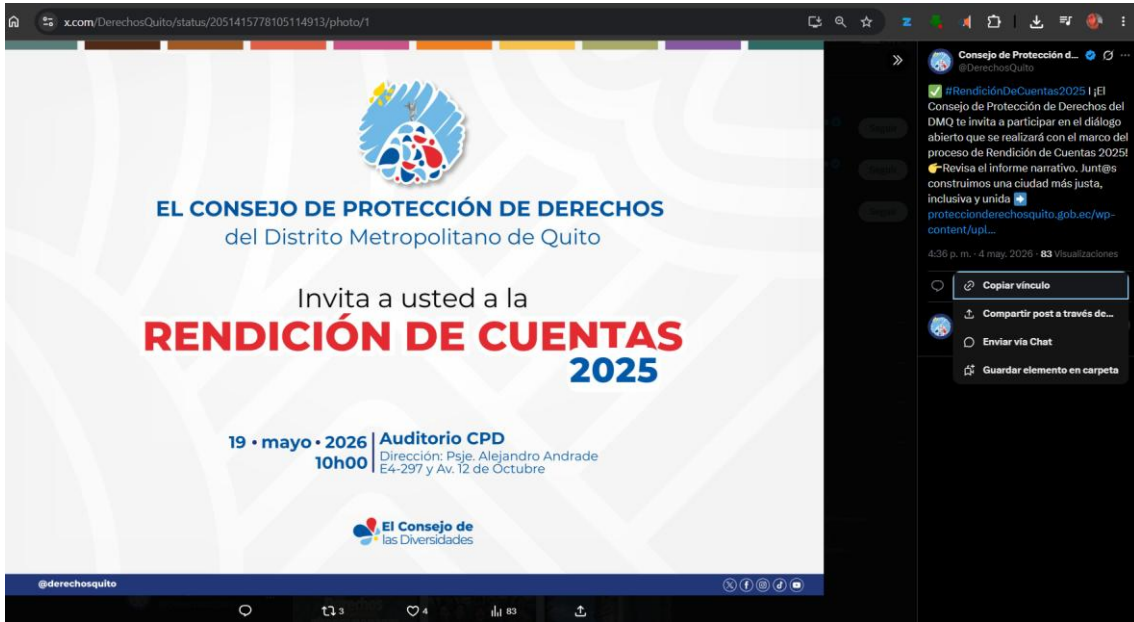 x.com/DerechosQuito/status/2051415778105114913/photo/1
EL CONSEJO DE PROTECCIÓN DE DERECHOS
del Distrito Metropolitano de Quito
Invita a usted a la
RENDICIÓN DE CUENTAS
2025
19 • mayo • 2026
10h00
Auditorio CPD
Dirección: Psje. Alejandro Andrade
E4-297 y Av. 12 de Octubre
El Consejo de
las Diversidades
@derechosquito
3
4
83
Consejo de Protección d...
@DerechosQuito
#RendiciónDeCuentas2025 I ¡El
Consejo de Protección de Derechos del
DMQ te invita a participar en el diálogo
abierto que se realizará con el marco del
proceso de Rendición de Cuentas 2025!
Revisa el informe narrativo. Junt@s
construimos una ciudad más justa,
inclusiva y unida
proteccionderechosquito.gob.ec/wp-
content/upl...
4:36 p. m. · 4 may. 2026 · 83 Visualizaciones
Copiar vínculo
Compartir post a través de...
Enviar vía Chat
Guardar elemento en carpeta